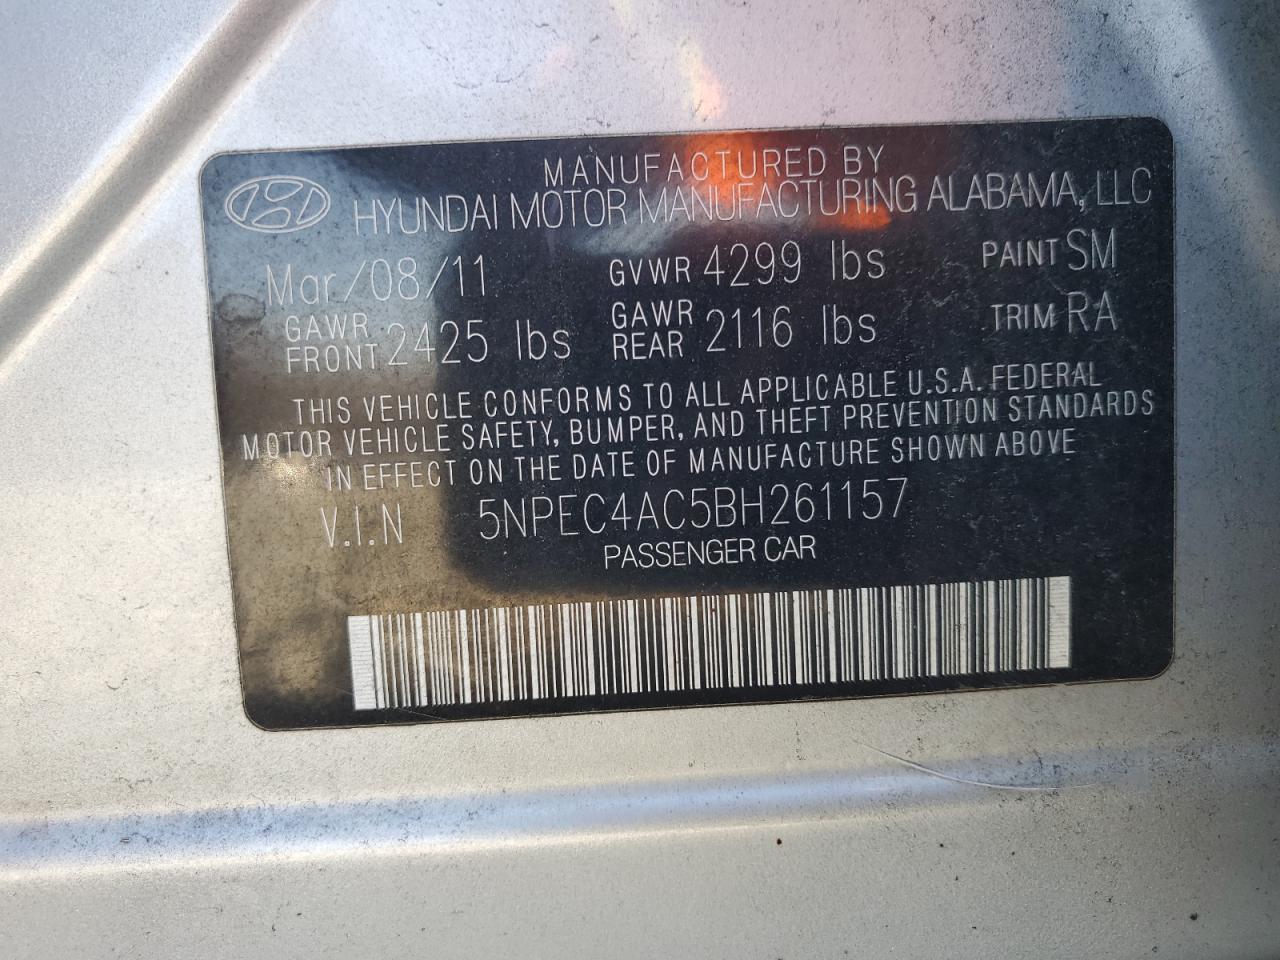 MANUFACTURED BY
HYUNDAI MOTOR MANUFACTURING ALABAMA, LLC
Mar/08/11 GVWR 4299 lbs PAINT SM
GAWR FRONT 2425 lbs GAWR REAR 2116 lbs TRIM RA
THIS VEHICLE CONFORMS TO ALL APPLICABLE U.S.A. FEDERAL
MOTOR VEHICLE SAFETY, BUMPER, AND THEFT PREVENTION STANDARDS
IN EFFECT ON THE DATE OF MANUFACTURE SHOWN ABOVE
V.I.N 5NPEC4AC5BH261157
PASSENGER CAR